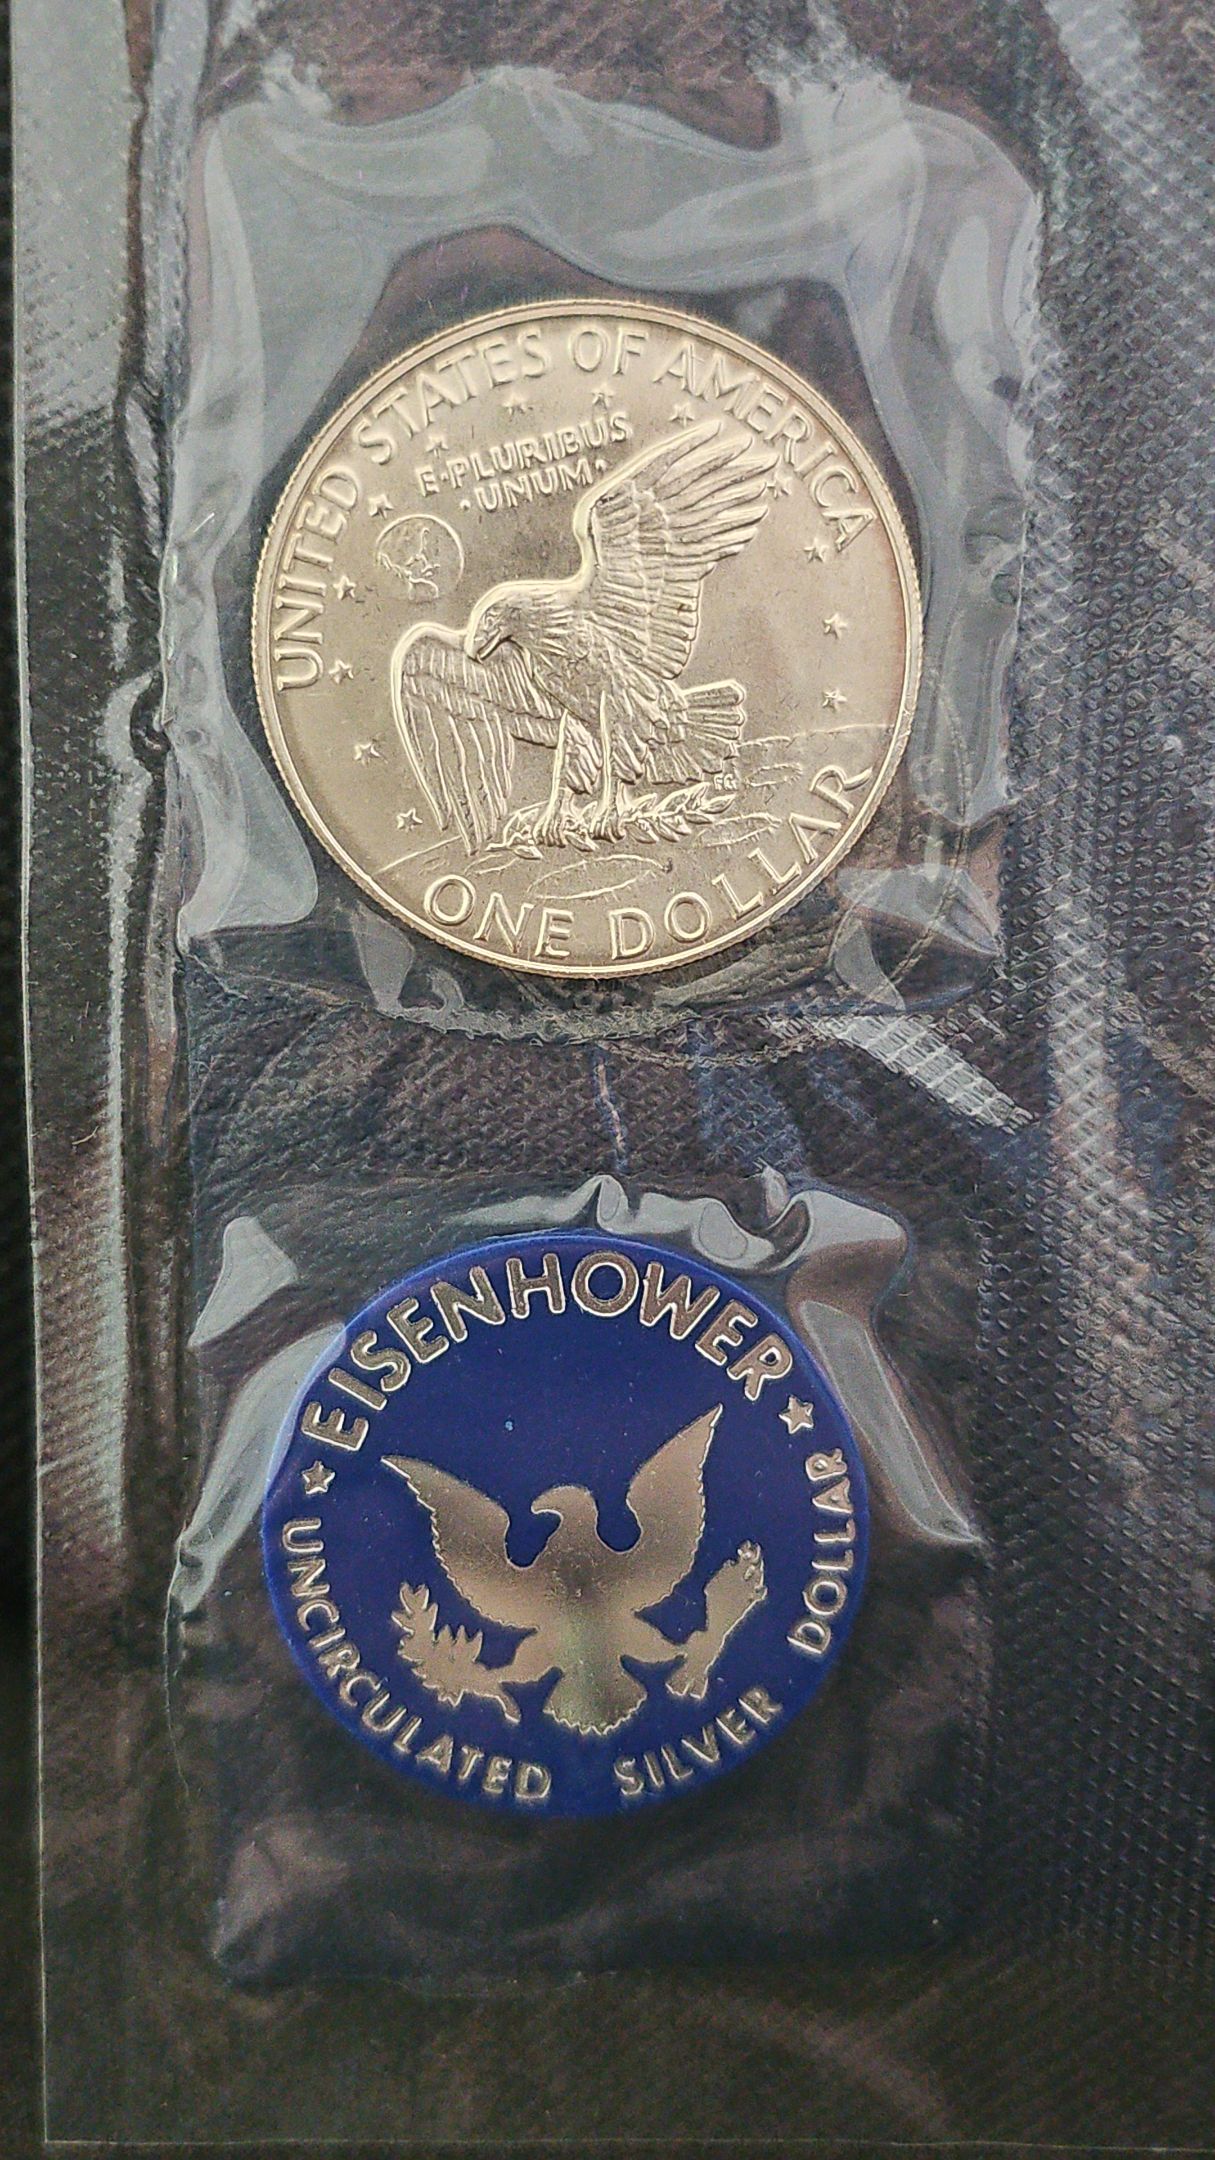 UNITED STATES OF AMERICA
E·PLURIBUS
·UNUM·
FG
ONE DOLLAR
EISENHOWER
UNCIRCULATED SILVER DOLLAR